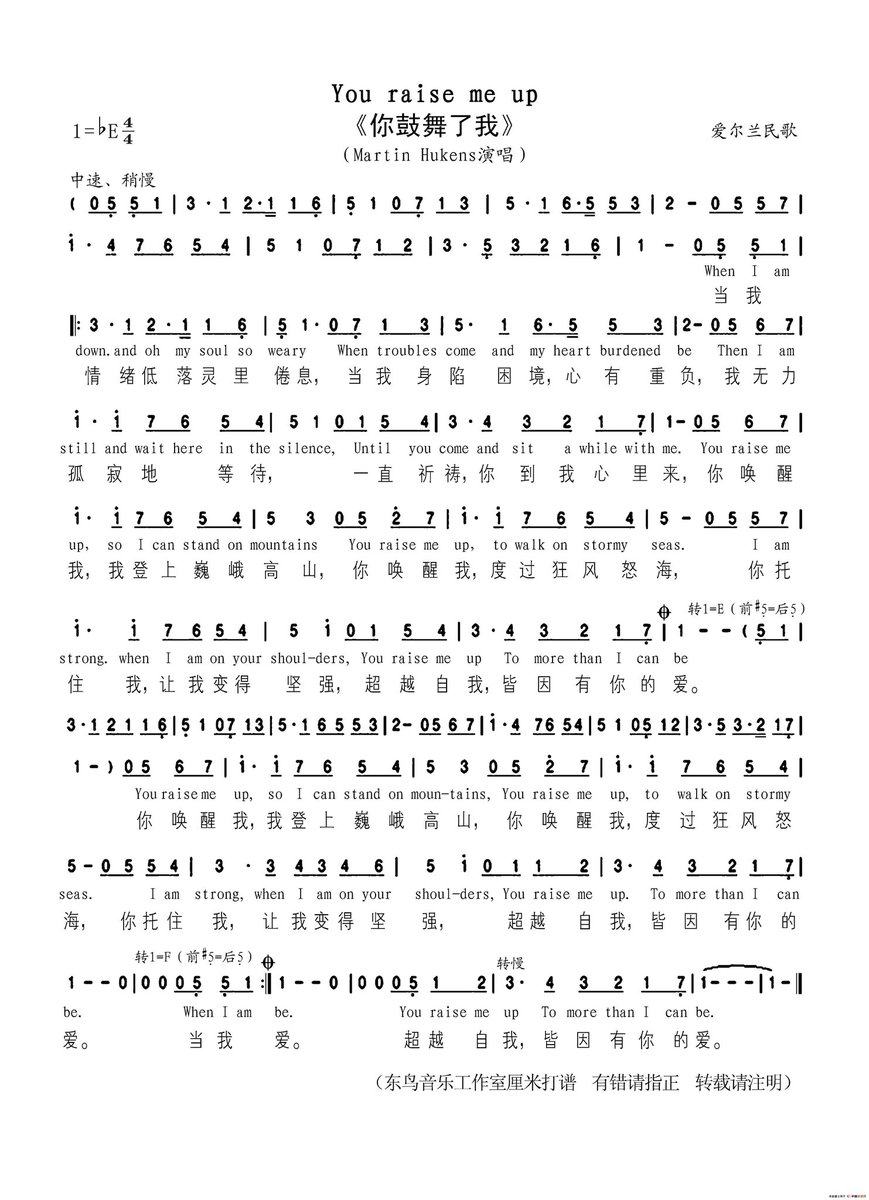 You raise me up
1=♭E 4/4
《你鼓舞了我》
爱尔兰民歌
(Martin Hukens演唱)
中速、稍慢
( 0 5 5 1 | 3 · 1 2·1 1 6 | 5 1 0 7 1 3 | 5 · 1 6·5 5 3 | 2 - 0 5 5 7 |
1 · 4 7 6 5 4 | 5 1 0 7 1 2 | 3 · 5 3 2 1 6 | 1 - 0 5 5 1 |
When I am
当 我
‖: 3 · 1 2 · 1 1 6 | 5 1 · 0 7 1 3 | 5 · 1 6 · 5 5 3 | 2 - 0 5 6 7 |
down.and oh my soul so weary When troubles come and my heart burdened be Then I am
情 绪 低 落 灵 里 倦 息, 当 我 身 陷 困 境, 心 有 重 负, 我 无 力
1 · 1 7 6 5 4 | 5 1 0 1 5 4 | 3 · 4 3 2 1 7 | 1 - 0 5 6 7 |
still and wait here in the silence, Until you come and sit a while with me. You raise me
孤 寂 地 等 待, 一 直 祈 祷, 你 到 我 心 里 来, 你 唤 醒
1 · 1 7 6 5 4 | 5 3 0 5 2 7 | 1 · 1 7 6 5 4 | 5 - 0 5 5 7 |
up, so I can stand on mountains You raise me up, to walk on stormy seas. I am
我, 我 登 上 巍 峨 高 山, 你 唤 醒 我, 度 过 狂 风 怒 海, 你 托
转1=E (前#5=后5)
1 · 1 7 6 5 4 | 5 1 0 1 5 4 | 3 · 4 3 2 1 7 | 1 - - ( 5 1 |
strong. when I am on your shoul-ders, You raise me up To more than I can be
住 我, 让 我 变 得 坚 强, 超 越 自 我, 皆 因 有 你 的 爱。
3 · 1 2 1 1 6 | 5 1 0 7 1 3 | 5 · 1 6 5 5 3 | 2 - 0 5 6 7 | 1 · 4 7 6 5 4 | 5 1 0 5 1 2 | 3 · 5 3 · 2 1 7 |
1 - ) 0 5 6 7 | 1 · 1 7 6 5 4 | 5 3 0 5 2 7 | 1 · 1 7 6 5 4 |
You raise me up, so I can stand on moun-tains, You raise me up, to walk on stormy
你 唤 醒 我, 我 登 上 巍 峨 高 山, 你 唤 醒 我, 度 过 狂 风 怒
5 - 0 5 5 4 | 3 · 3 4 3 4 6 | 5 1 0 1 1 2 | 3 · 4 3 2 1 7 |
seas. I am strong, when I am on your shoul-ders, You raise me up. To more than I can
海, 你 托 住 我, 让 我 变 得 坚 强, 超 越 自 我, 皆 因 有 你 的
转1=F (前#5=后5)
转慢
1 - - 0 | 0 0 0 5 5 1 :‖ 1 - - 0 | 0 0 0 5 1 2 | 3 · 4 3 2 1 7 | 1 - - - | 1 - ‖
be. When I am be. You raise me up To more than I can be.
爱。 当 我 爱。 超 越 自 我, 皆 因 有 你 的 爱。
(东鸟音乐工作室厘米打谱 有错请指正 转载请注明)